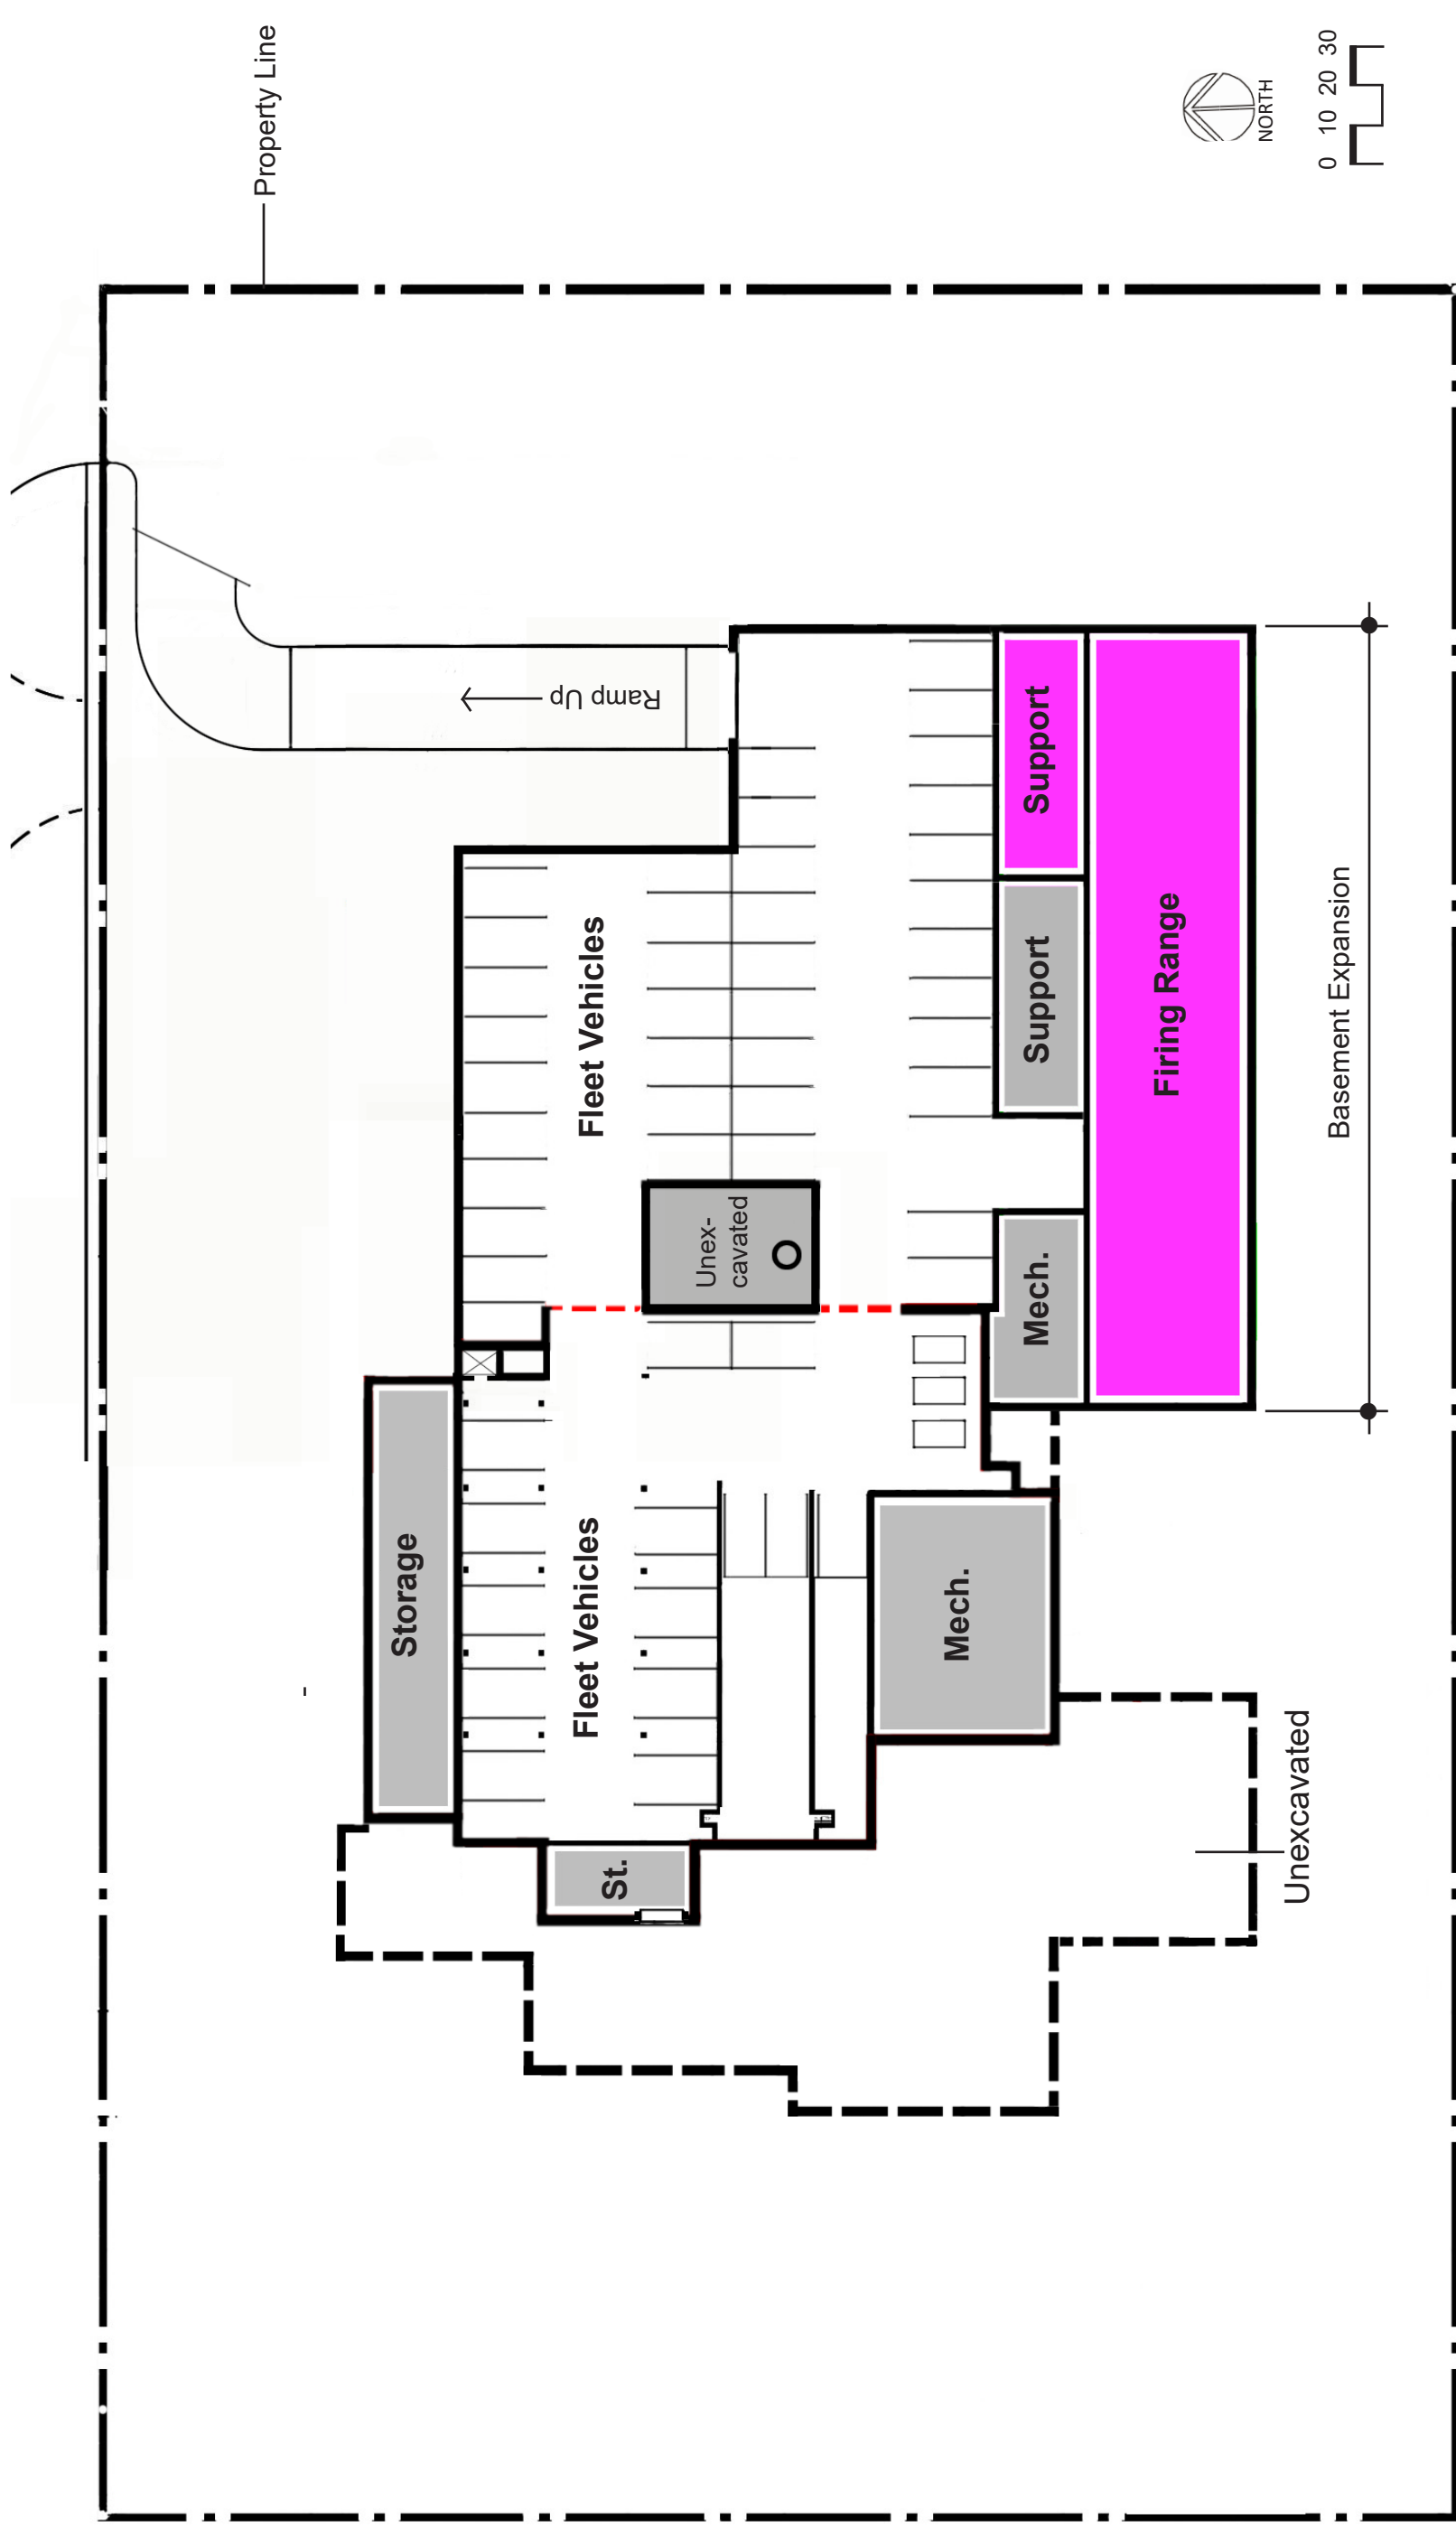 Property Line
NORTH
0 10 20 30
Ramp Up
Support
Fleet Vehicles
Support
Firing Range
Basement Expansion
Unex-
cavated
Mech.
Storage
Fleet Vehicles
Mech.
St.
Unexcavated